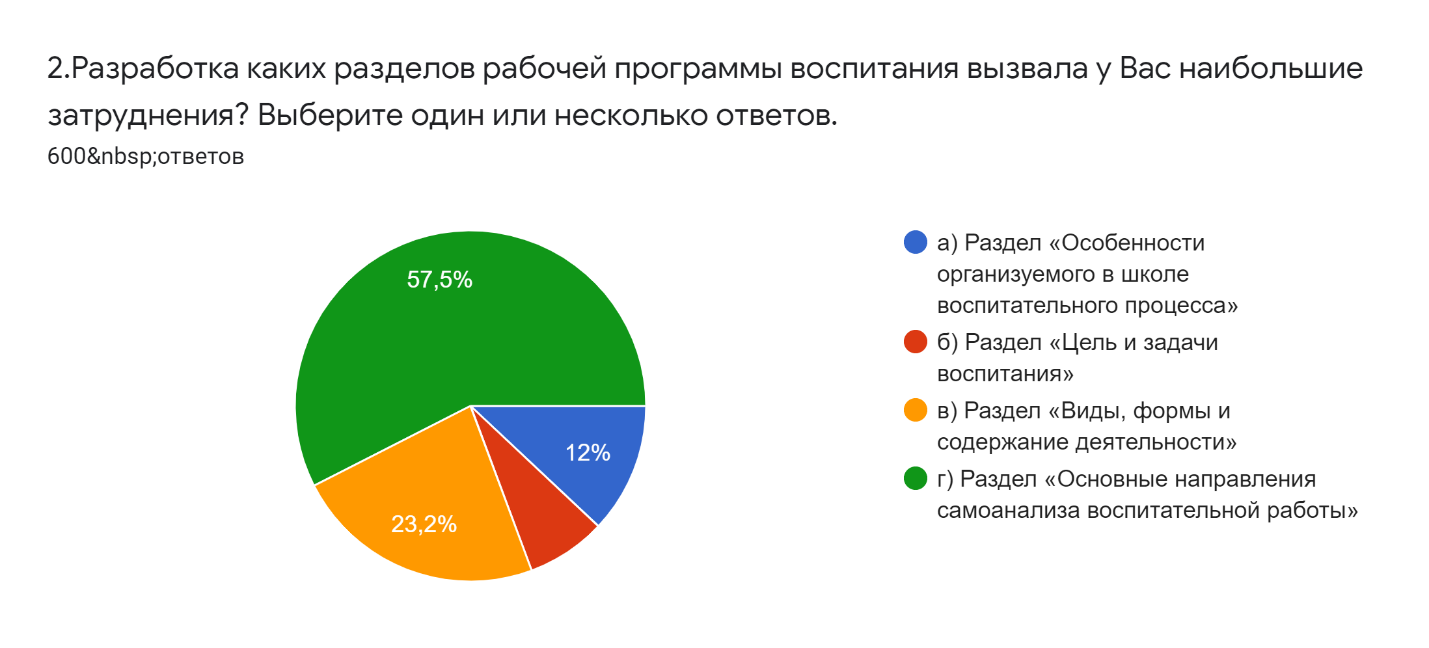 2.Разработка каких разделов рабочей программы воспитания вызвала у Вас наибольшие
затруднения? Выберите один или несколько ответов.
600&nbsp;ответов
57,5%
12%
23,2%
а) Раздел «Особенности
организуемого в школе
воспитательного процесса»
б) Раздел «Цель и задачи
воспитания»
в) Раздел «Виды, формы и
содержание деятельности»
г) Раздел «Основные направления
самоанализа воспитательной работы»